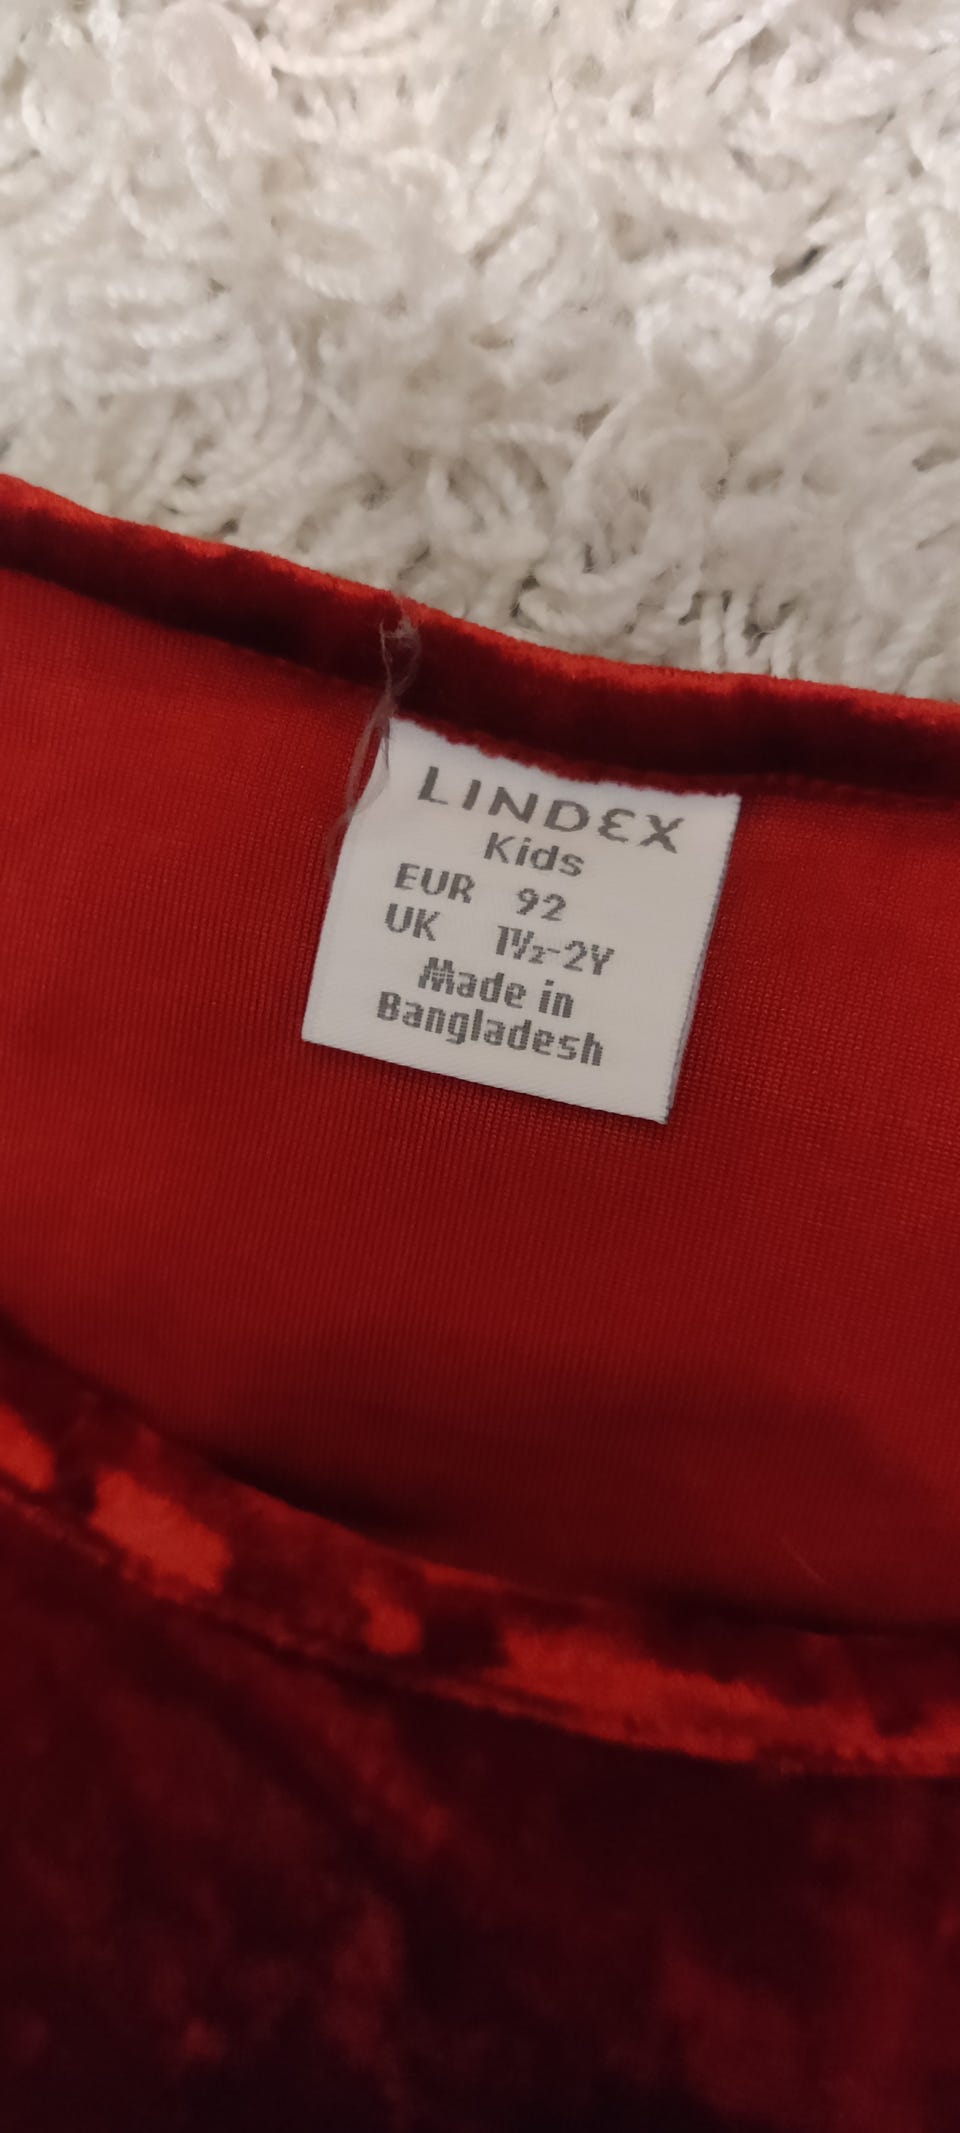 LINDEX
Kids
EUR 92
UK 1½-2Y
Made in
Bangladesh